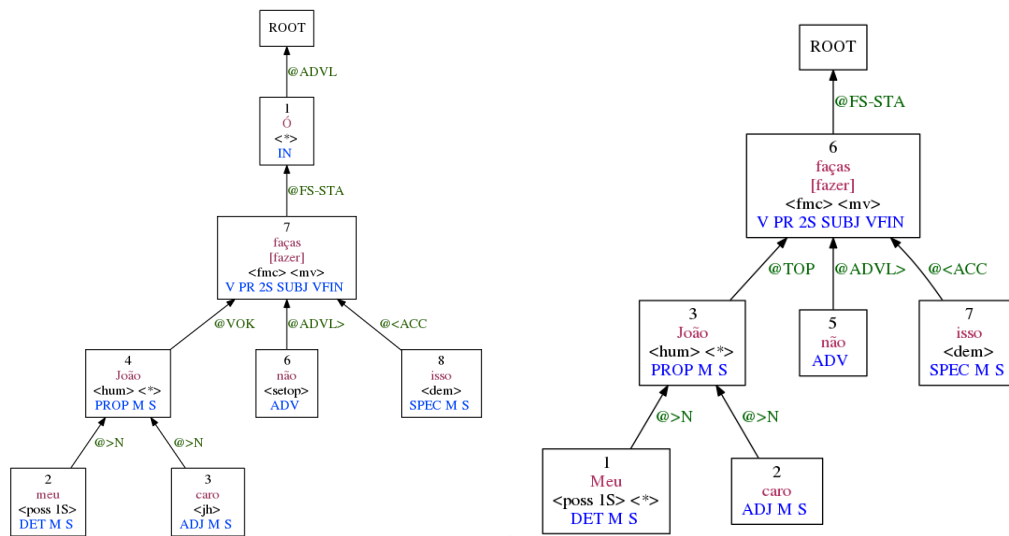 ROOT
@ADVL
1
Ó
<*>
IN
@FS-STA
7
faças
[fazer]
<fmc> <mv>
V PR 2S SUBJ VFIN
@VOK
@ADVL>
@<ACC
4
João
<hum> <*>
PROP M S
6
não
<setop>
ADV
8
isso
<dem>
SPEC M S
@>N
@>N
2
meu
<poss 1S>
DET M S
3
caro
<jh>
ADJ M S
ROOT
@FS-STA
6
faças
[fazer]
<fmc> <mv>
V PR 2S SUBJ VFIN
@TOP
@ADVL>
@<ACC
3
João
<hum> <*>
PROP M S
5
não
ADV
7
isso
<dem>
SPEC M S
@>N
@>N
1
Meu
<poss 1S> <*>
DET M S
2
caro
ADJ M S